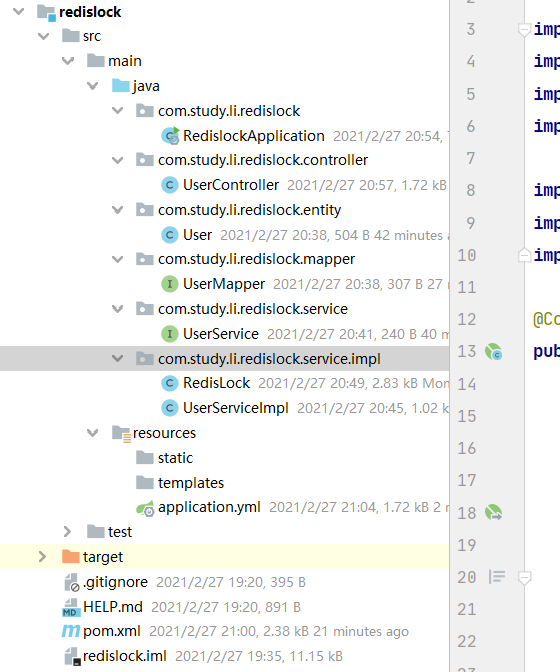 redislock
src
main
java
com.study.li.redislock
RedislockApplication 2021/2/27 20:54,
com.study.li.redislock.controller
UserController 2021/2/27 20:57, 1.72 kB
com.study.li.redislock.entity
User 2021/2/27 20:38, 504 B 42 minutes a
com.study.li.redislock.mapper
UserMapper 2021/2/27 20:38, 307 B 27
com.study.li.redislock.service
UserService 2021/2/27 20:41, 240 B 40 m
com.study.li.redislock.service.impl
RedisLock 2021/2/27 20:49, 2.83 kB Mom
UserServiceImpl 2021/2/27 20:45, 1.02 k
resources
static
templates
application.yml 2021/2/27 21:04, 1.72 kB 2
test
target
.gitignore 2021/2/27 19:20, 395 B
MD HELP.md 2021/2/27 19:20, 891 B
pom.xml 2021/2/27 21:00, 2.38 kB 21 minutes ago
redislock.iml 2021/2/27 19:35, 11.15 kB
3 imp
4 imp
5 imp
6 imp
7
8 imp
9 imp
10 imp
11
12 @Co
13 pub
14
15
16
17
18
19
20
21
22